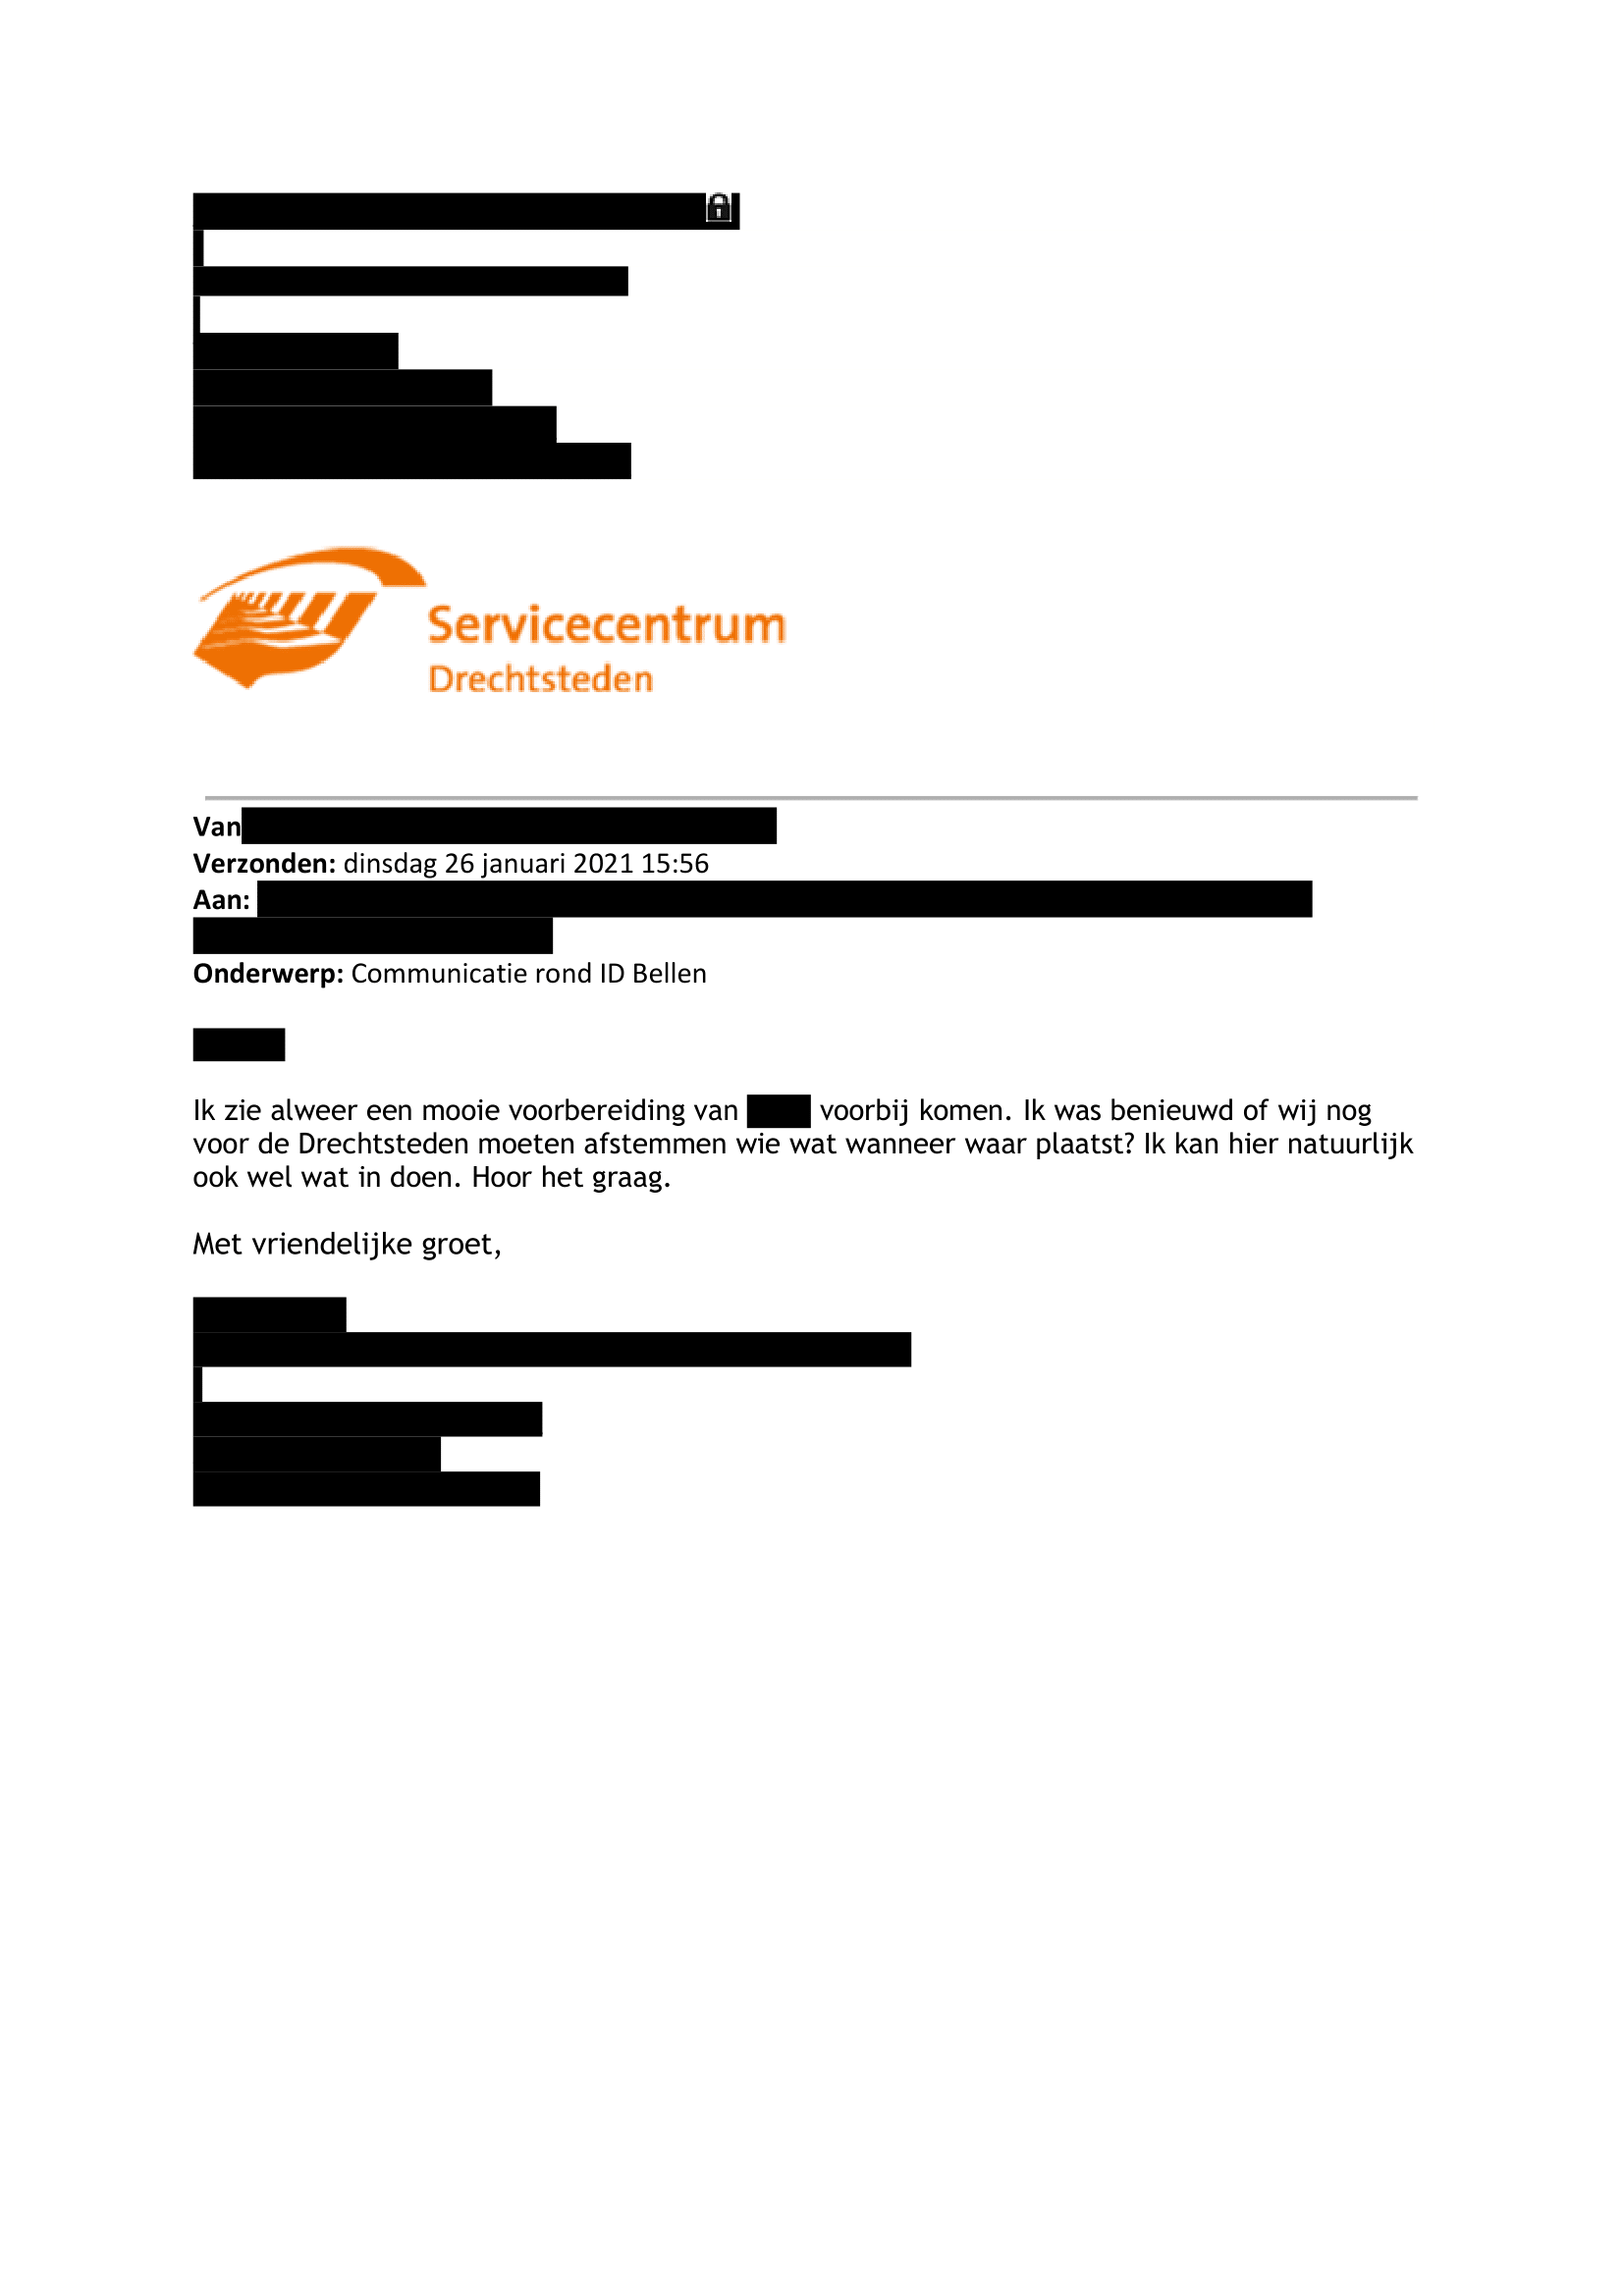 Servicecentrum
Drechtsteden
Van
Verzonden: dinsdag 26 januari 2021 15:56
Aan:
Onderwerp: Communicatie rond ID Bellen
Ik zie alweer een mooie voorbereiding van voorbij komen. Ik was benieuwd of wij nog
voor de Drechtsteden moeten afstemmen wie wat wanneer waar plaatst? Ik kan hier natuurlijk
ook wel wat in doen. Hoor het graag.
Met vriendelijke groet,